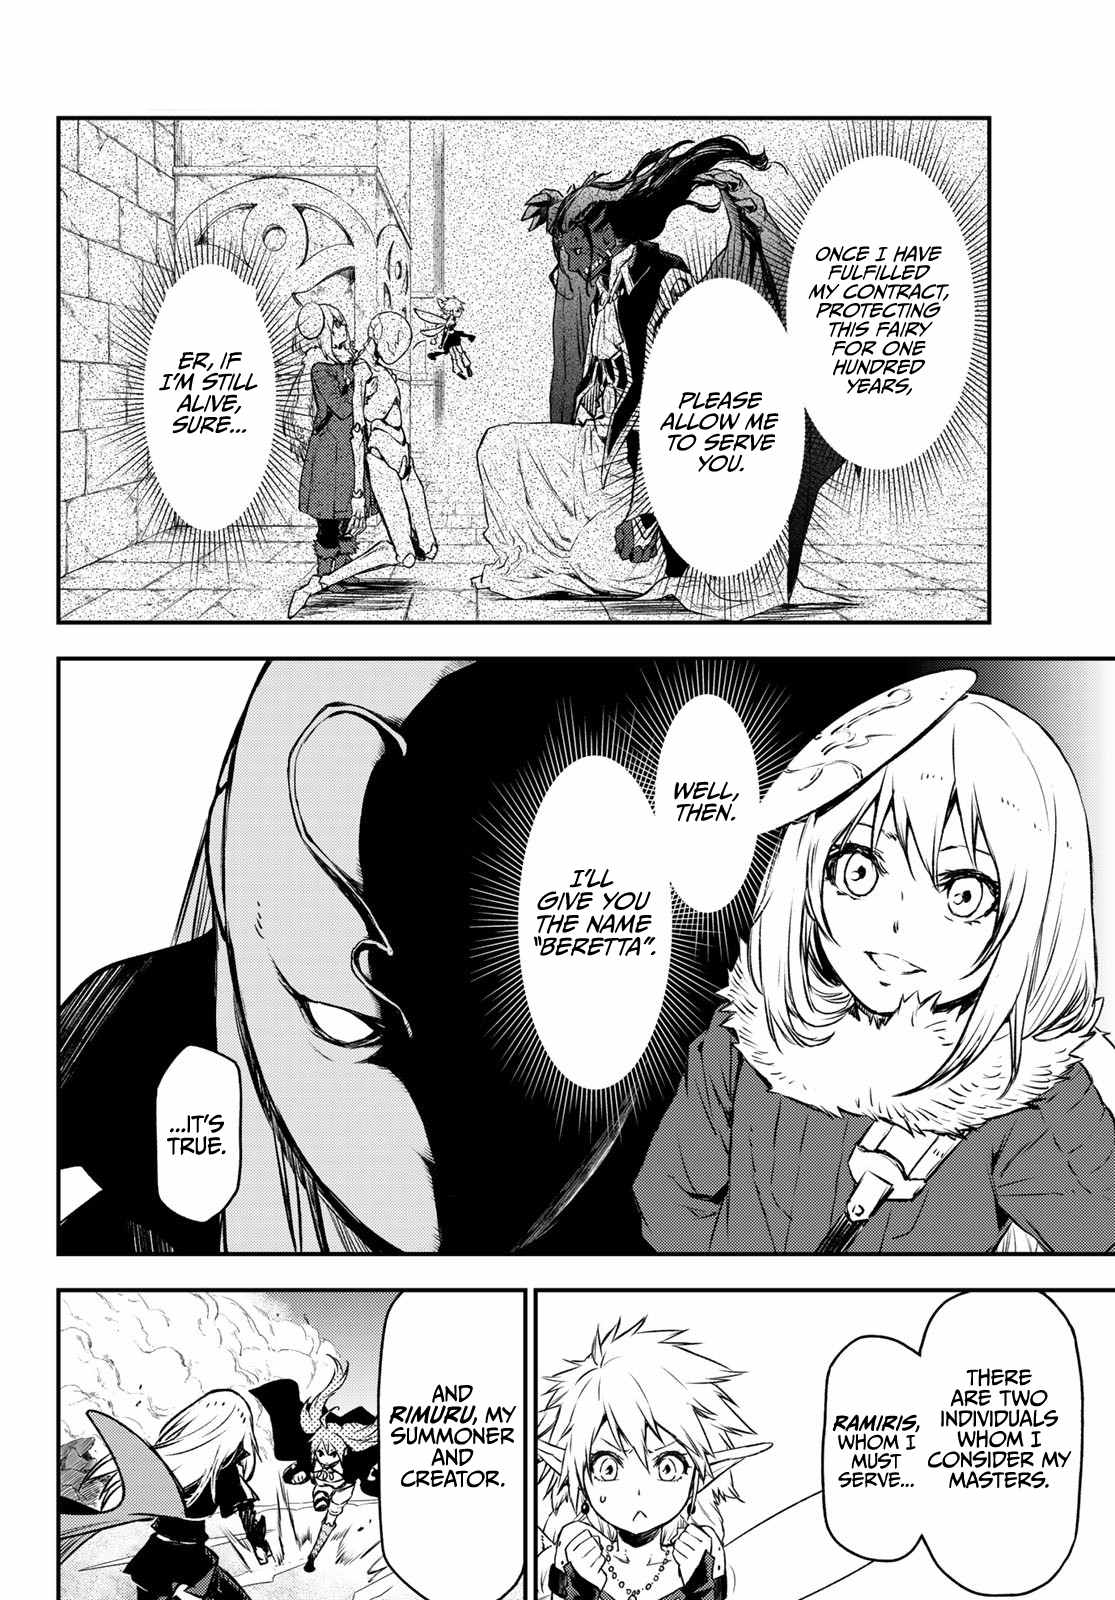 ONCE I HAVE
FULFILLED
MY CONTRACT,
PROTECTING
THIS FAIRY
FOR ONE
HUNDRED
YEARS,
PLEASE
ALLOW ME
TO SERVE
YOU.
ER, IF
I'M STILL
ALIVE,
SURE...
WELL,
THEN.
I'LL
GIVE YOU
THE NAME
"BERETTA".
...IT'S
TRUE.
THERE
ARE TWO
INDIVIDUALS
WHOM I
CONSIDER MY
MASTERS.
RAMIRIS,
WHOM I
MUST
SERVE...
AND
RIMURU, MY
SUMMONER
AND
CREATOR.